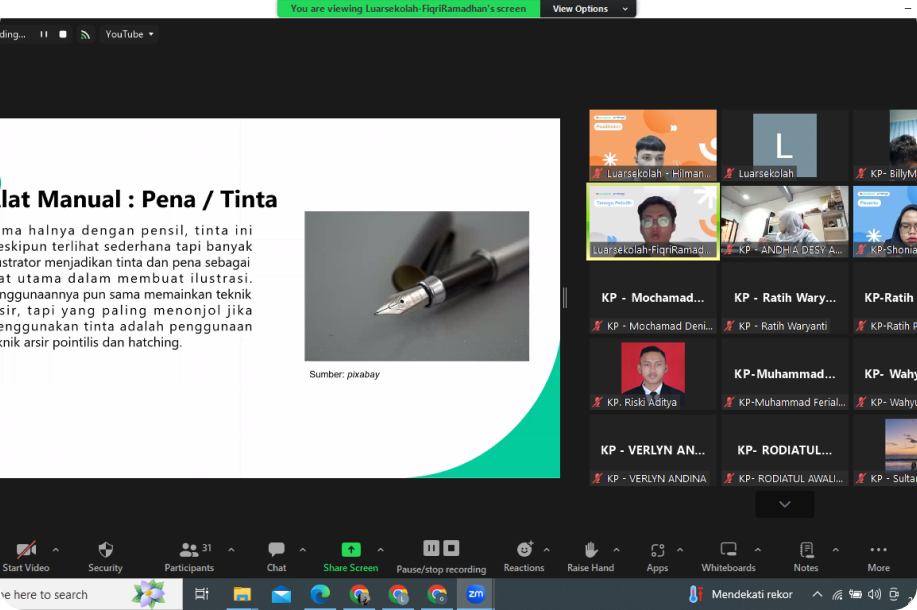 You are viewing Luarsekolah-FiqriRamadhan's screen
View Options
ding...
YouTube
lat Manual : Pena / Tinta
ma halnya dengan pensil, tinta ini
eskipun terlihat sederhana tapi banyak
ustrator menjadikan tinta dan pena sebagai
at utama dalam membuat ilustrasi.
nggunaannya pun sama memainkan teknik
sir, tapi yang paling menonjol jika
enggunakan tinta adalah penggunaan
knik arsir pointilis dan hatching.
Sumber: pixabay
Luarsekolah - Hilman...
L
Luarsekolah
KP- BillyM
Tenaga Pelatih
Luarsekolah-FiqriRamad...
KP - ANDHIA DESY A...
Peserta
KP-Shonia
KP - Mochamad...
KP - Mochamad Deni...
KP - Ratih Wary...
KP - Ratih Waryanti
KP-Ratih
KP-Ratih P
KP. Riski Aditya
KP-Muhammad...
KP-Muhammad Ferial...
KP- Wahy
KP- Wahyu
KP - VERLYN AN...
KP - VERLYN ANDINA
KP- RODIATUL...
KP- RODIATUL AWALI...
KP - Sultan
Start Video
Security
31
Participants
Chat
Share Screen
Pause/stop recording
Reactions
Raise Hand
Apps
Whiteboards
Notes
More
e here to search
zm
Mendekati rekor